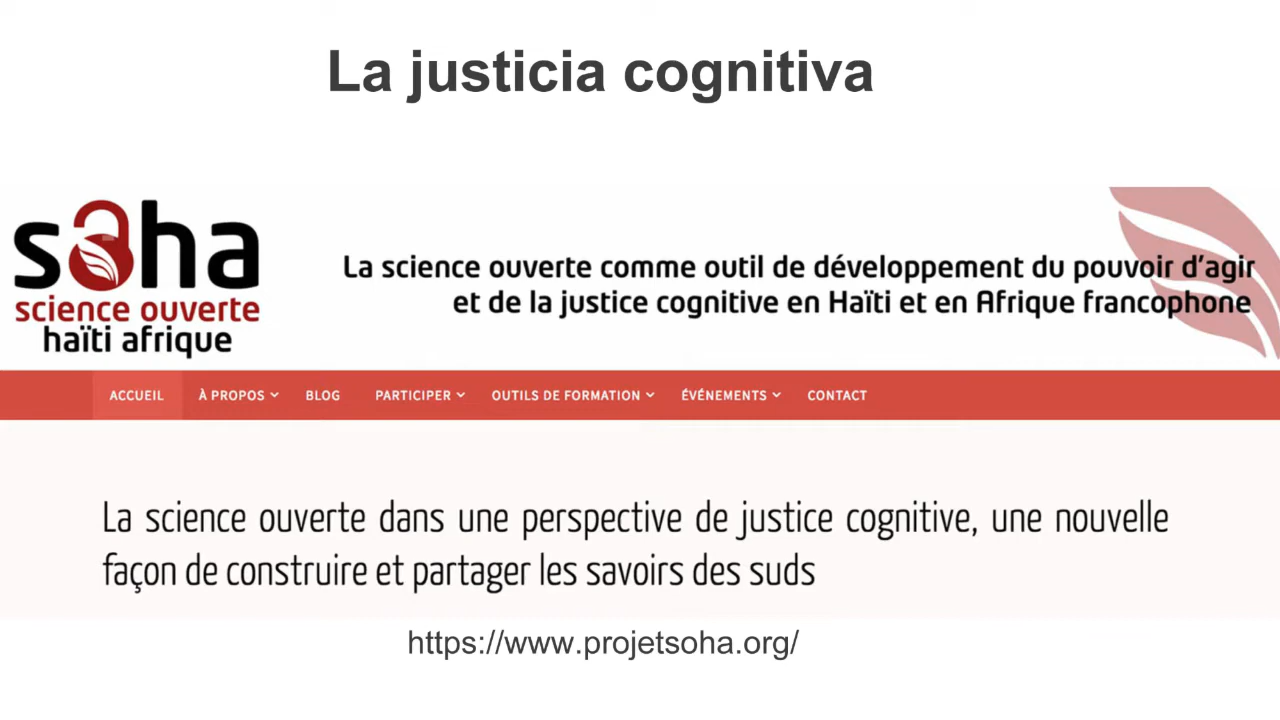 La justicia cognitiva
soha
science ouverte
haïti afrique
La science ouverte comme outil de développement du pouvoir d'agir
et de la justice cognitive en Haïti et en Afrique francophone
ACCUEIL À PROPOS BLOG PARTICIPER OUTILS DE FORMATION ÉVÉNEMENTS CONTACT
La science ouverte dans une perspective de justice cognitive, une nouvelle
façon de construire et partager les savoirs des suds
https://www.projetsoha.org/